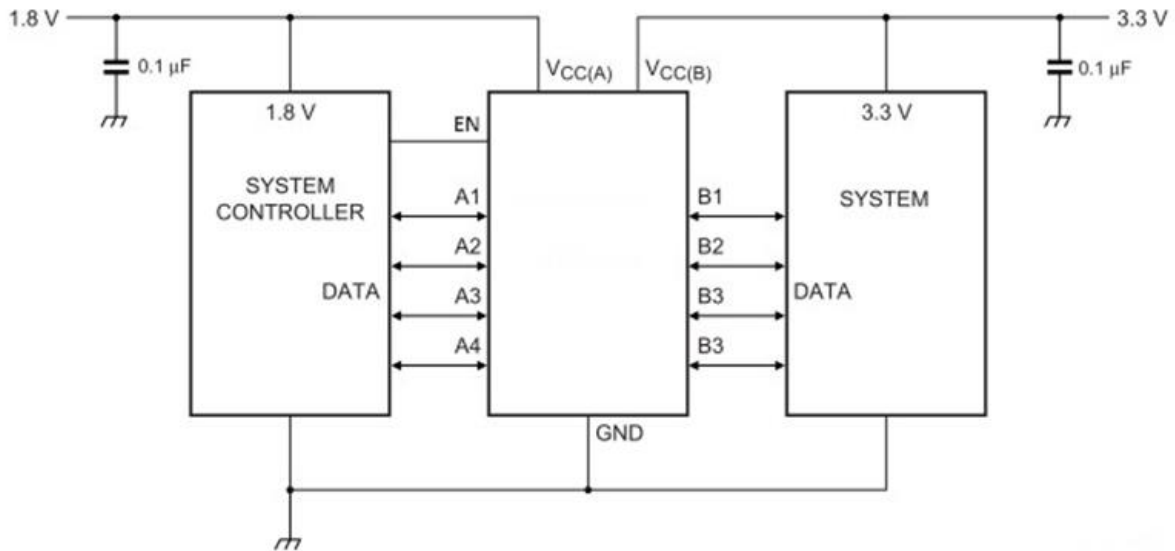 1.8 V
3.3 V
0.1 μF
VCC(A)
VCC(B)
0.1 μF
1.8 V
EN
3.3 V
SYSTEM
CONTROLLER
A1
B1
SYSTEM
A2
B2
DATA
A3
B3
DATA
A4
B3
GND